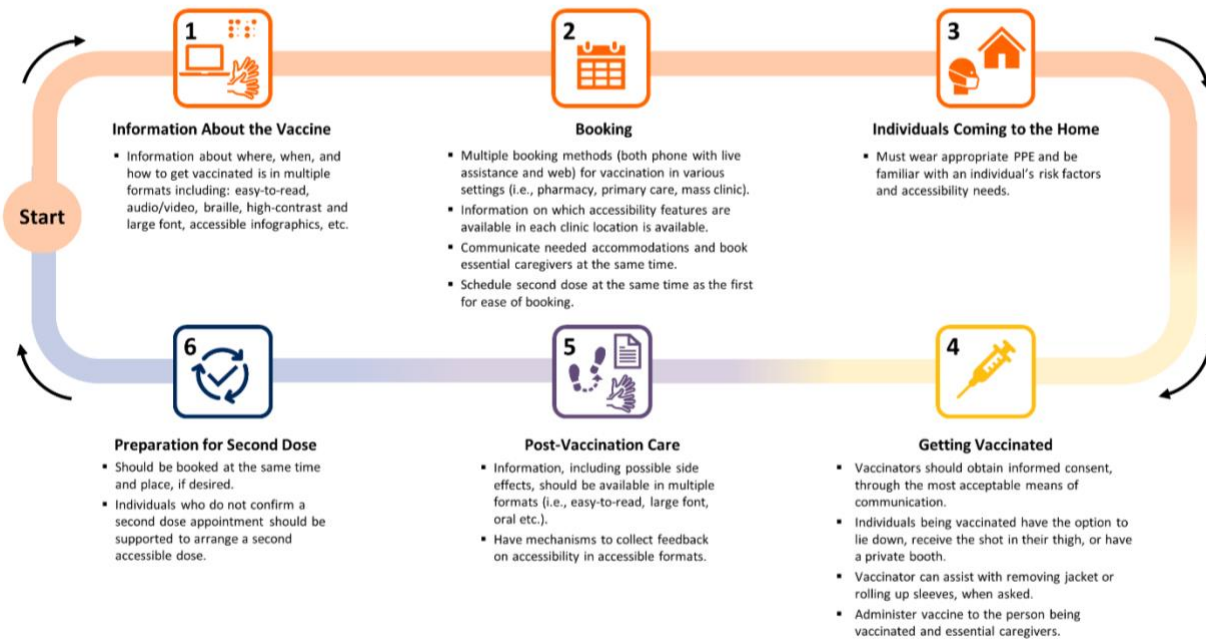 Start
1
Information About the Vaccine
▪ Information about where, when, and
how to get vaccinated is in multiple
formats including: easy-to-read,
audio/video, braille, high-contrast and
large font, accessible infographics, etc.
2
Booking
▪ Multiple booking methods (both phone with live
assistance and web) for vaccination in various
settings (i.e., pharmacy, primary care, mass clinic).
▪ Information on which accessibility features are
available in each clinic location is available.
▪ Communicate needed accommodations and book
essential caregivers at the same time.
▪ Schedule second dose at the same time as the first
for ease of booking.
3
Individuals Coming to the Home
▪ Must wear appropriate PPE and be
familiar with an individual's risk factors
and accessibility needs.
4
Getting Vaccinated
▪ Vaccinators should obtain informed consent,
through the most acceptable means of
communication.
▪ Individuals being vaccinated have the option to
lie down, receive the shot in their thigh, or have
a private booth.
▪ Vaccinator can assist with removing jacket or
rolling up sleeves, when asked.
▪ Administer vaccine to the person being
vaccinated and essential caregivers.
5
Post-Vaccination Care
▪ Information, including possible side
effects, should be available in multiple
formats (i.e., easy-to-read, large font,
oral etc.).
▪ Have mechanisms to collect feedback
on accessibility in accessible formats.
6
Preparation for Second Dose
▪ Should be booked at the same time
and place, if desired.
▪ Individuals who do not confirm a
second dose appointment should be
supported to arrange a second
accessible dose.